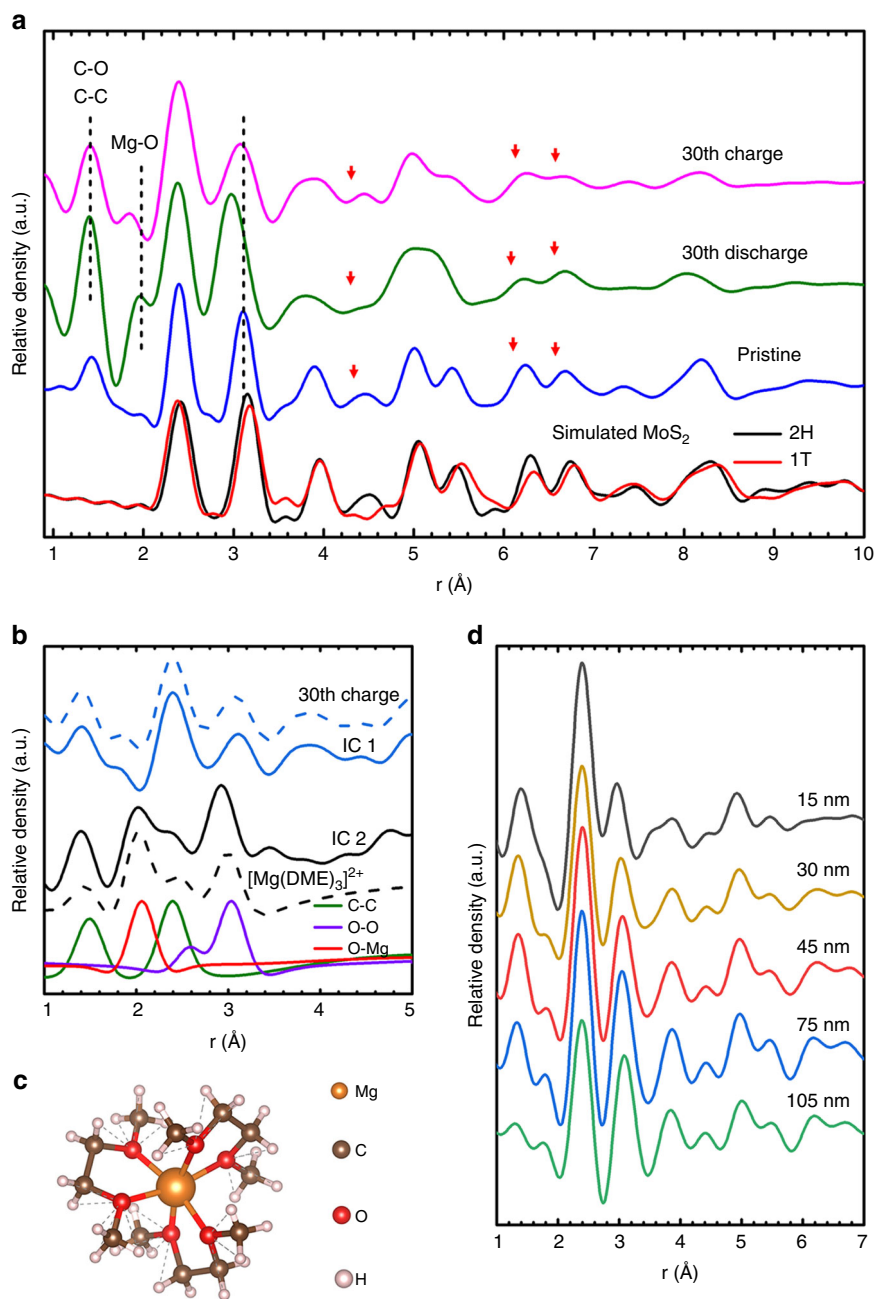 a
C-O
C-C
Mg-O
30th charge
30th discharge
Pristine
Simulated MoS₂
2H
1T
Relative density (a.u.)
1 2 3 4 5 6 7 8 9 10
r (Å)
b
30th charge
IC 1
IC 2
[Mg(DME)₃]²⁺
C-C
O-O
O-Mg
Relative density (a.u.)
1 2 3 4 5
r (Å)
c
Mg
C
O
H
d
15 nm
30 nm
45 nm
75 nm
105 nm
Relative density (a.u.)
1 2 3 4 5 6 7
r (Å)